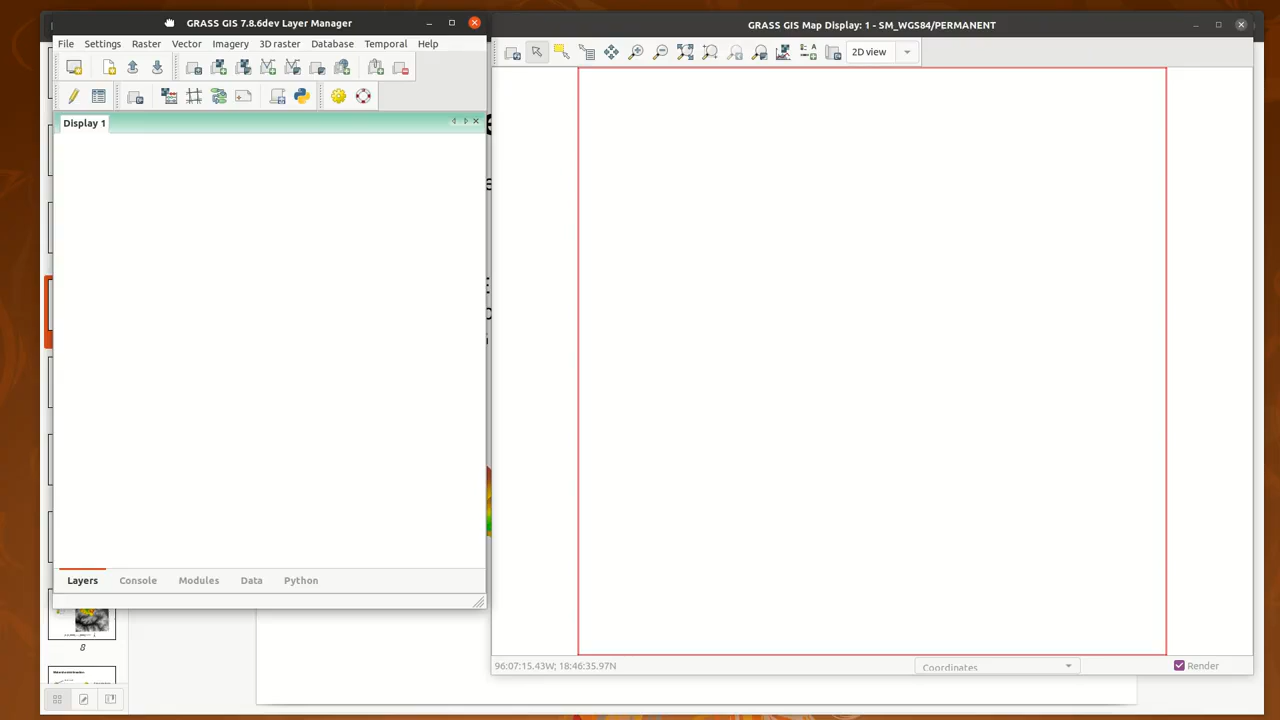 GRASS GIS 7.8.6dev Layer Manager
File Settings Raster Vector Imagery 3D raster Database Temporal Help
Display 1
Layers Console Modules Data Python
8
GRASS GIS Map Display: 1 - SM_WGS84/PERMANENT
2D view
96:07:15.43W; 18:46:35.97N
Coordinates
Render